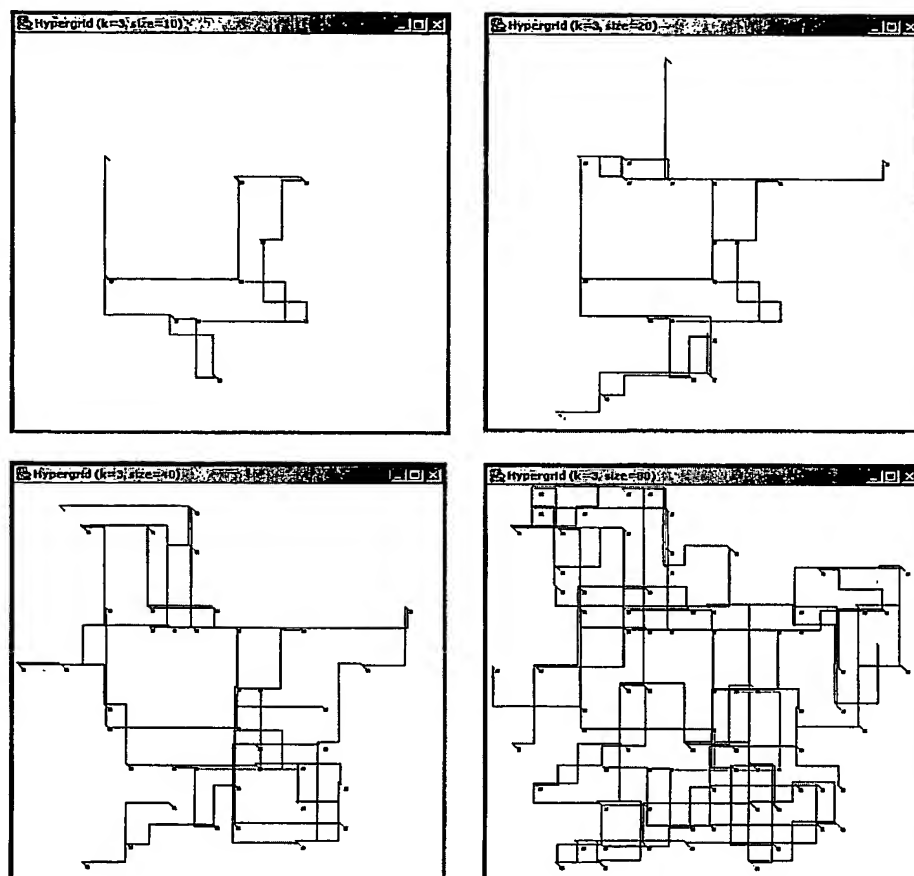 Hypergrid (k=3, size=10)
Hypergrid (k=3, size=20)
Hypergrid (k=3, size=40)
Hypergrid (k=3, size=80)